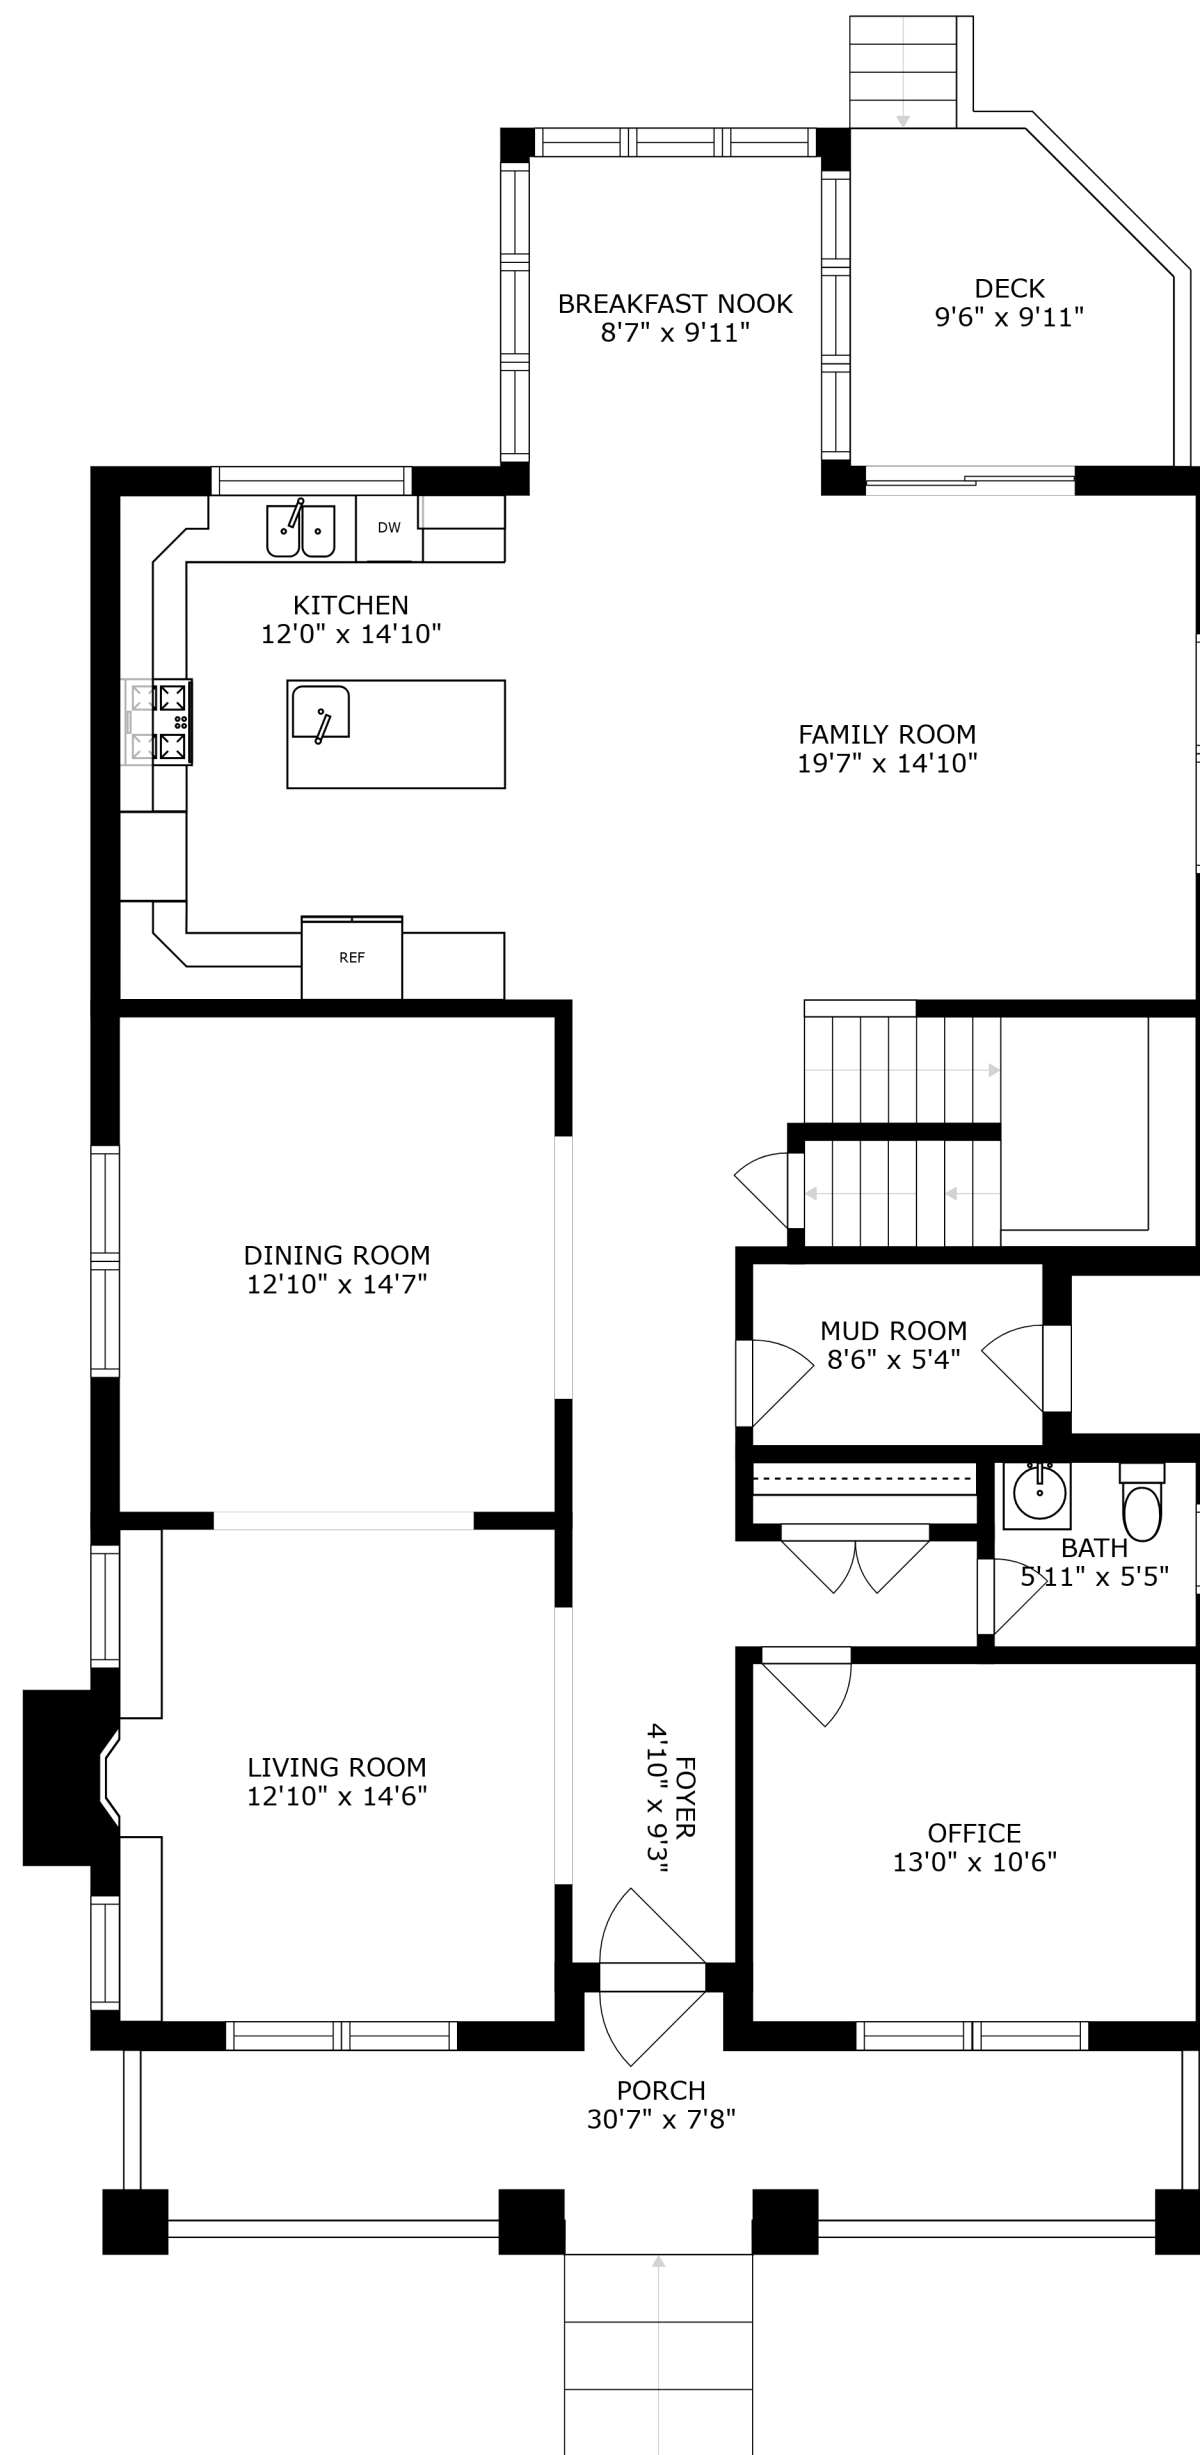 BREAKFAST NOOK
8'7" x 9'11"
DECK
9'6" x 9'11"
DW
KITCHEN
12'0" x 14'10"
FAMILY ROOM
19'7" x 14'10"
REF
DINING ROOM
12'10" x 14'7"
MUD ROOM
8'6" x 5'4"
BATH
5'11" x 5'5"
LIVING ROOM
12'10" x 14'6"
FOYER
4'10" x 9'3"
OFFICE
13'0" x 10'6"
PORCH
30'7" x 7'8"